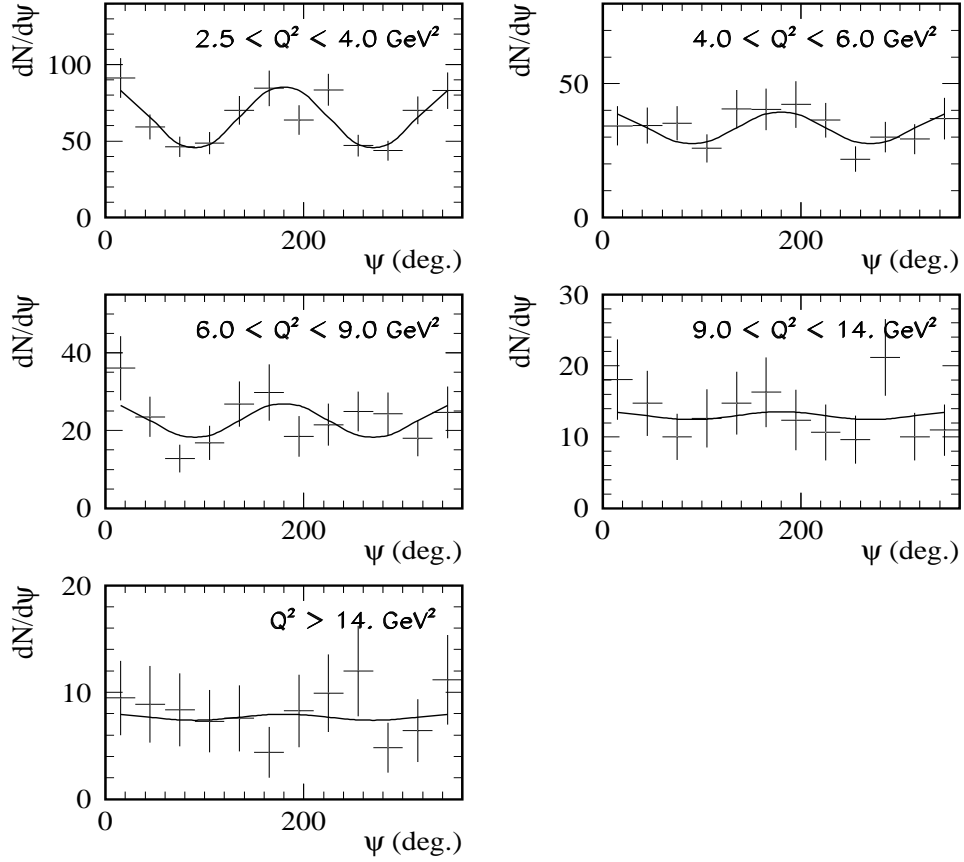 dN/dψ
2.5 < Q² < 4.0 GeV²
100
50
0
0
200
ψ (deg.)
dN/dψ
4.0 < Q² < 6.0 GeV²
50
0
0
200
ψ (deg.)
dN/dψ
6.0 < Q² < 9.0 GeV²
40
20
0
0
200
ψ (deg.)
dN/dψ
9.0 < Q² < 14. GeV²
30
20
10
0
0
200
ψ (deg.)
dN/dψ
Q² > 14. GeV²
20
10
0
0
200
ψ (deg.)